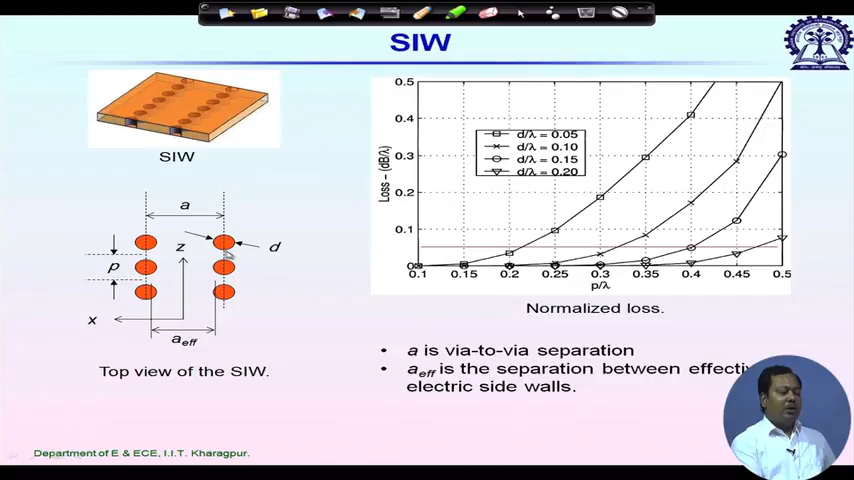 SIW
SIW
a
d
z
p
x
a eff
Top view of the SIW.
0.5
0.4
0.3
0.2
0.1
0
Loss – (dB/λ)
d/λ = 0.05
d/λ = 0.10
d/λ = 0.15
d/λ = 0.20
0.1 0.15 0.2 0.25 0.3 0.35 0.4 0.45 0.5
p/λ
Normalized loss.
• a is via-to-via separation
• a eff is the separation between
electric side walls.
Department of E & ECE, I.I.T. Kharagpur.